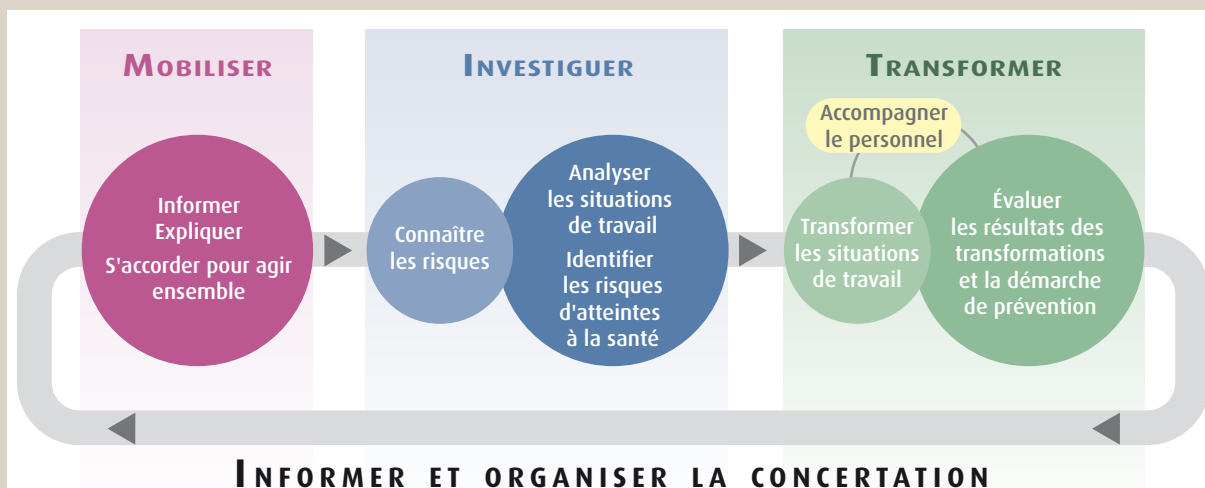 MOBILISER
Informer
Expliquer
S'accorder pour agir
ensemble
INVESTIGUER
Connaître
les risques
Analyser
les situations
de travail
Identifier
les risques
d'atteintes
à la santé
TRANSFORMER
Accompagner
le personnel
Transformer
les situations
de travail
Évaluer
les résultats des
transformations
et la démarche
de prévention
INFORMER ET ORGANISER LA CONCERTATION